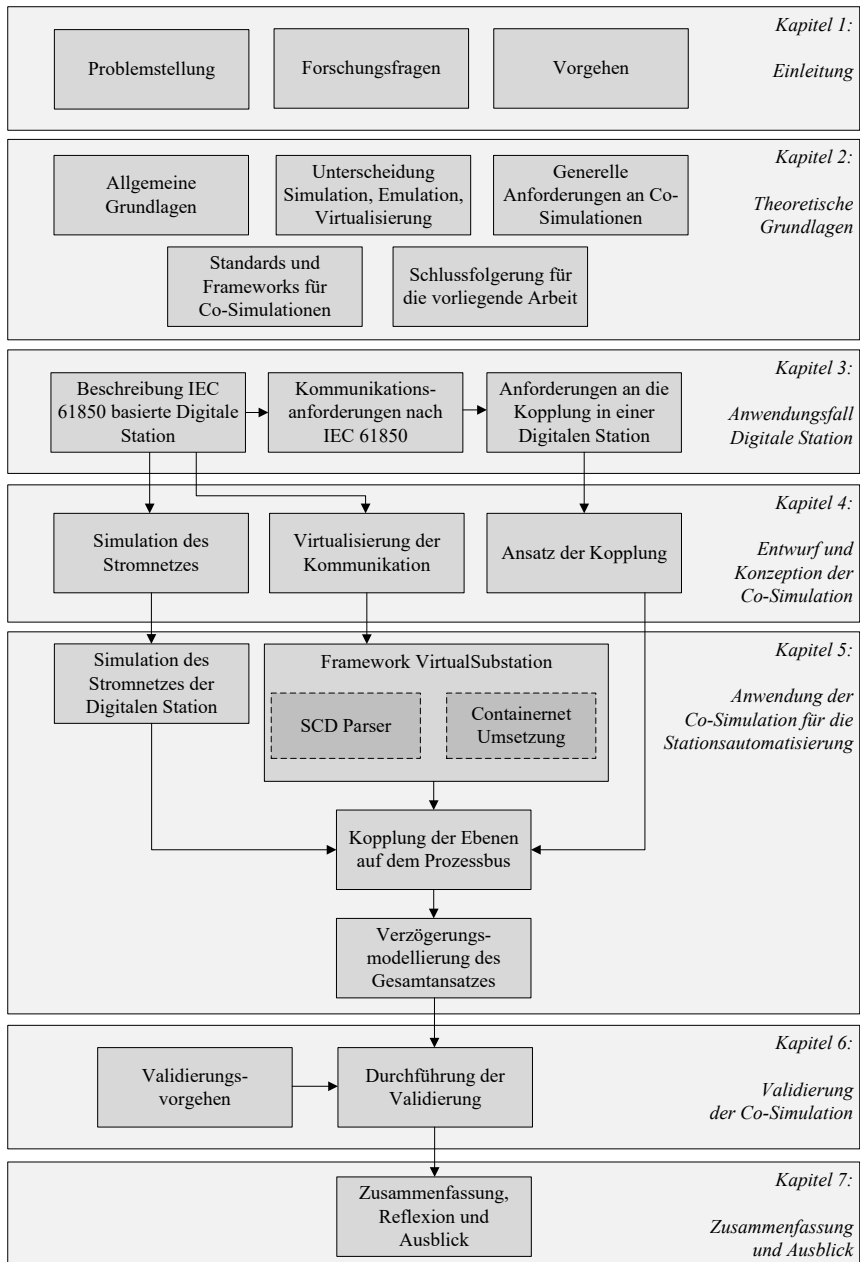 Kapitel 1:
Einleitung
Problemstellung
Forschungsfragen
Vorgehen
Kapitel 2:
Theoretische
Grundlagen
Allgemeine
Grundlagen
Unterscheidung
Simulation, Emulation,
Virtualisierung
Generelle
Anforderungen an Co-
Simulationen
Standards und
Frameworks für
Co-Simulationen
Schlussfolgerung für
die vorliegende Arbeit
Kapitel 3:
Anwendungsfall
Digitale Station
Beschreibung IEC
61850 basierte Digitale
Station
Kommunikations-
anforderungen nach
IEC 61850
Anforderungen an die
Kopplung in einer
Digitalen Station
Kapitel 4:
Entwurf und
Konzeption der
Co-Simulation
Simulation des
Stromnetzes
Virtualisierung der
Kommunikation
Ansatz der Kopplung
Kapitel 5:
Anwendung der
Co-Simulation für die
Stationsautomatisierung
Simulation des
Stromnetzes der
Digitalen Station
Framework VirtualSubstation
SCD Parser
Containernet
Umsetzung
Kopplung der Ebenen
auf dem Prozessbus
Verzögerungs-
modellierung des
Gesamtansatzes
Kapitel 6:
Validierung
der Co-Simulation
Validierungs-
vorgehen
Durchführung der
Validierung
Kapitel 7:
Zusammenfassung
und Ausblick
Zusammenfassung,
Reflexion und
Ausblick